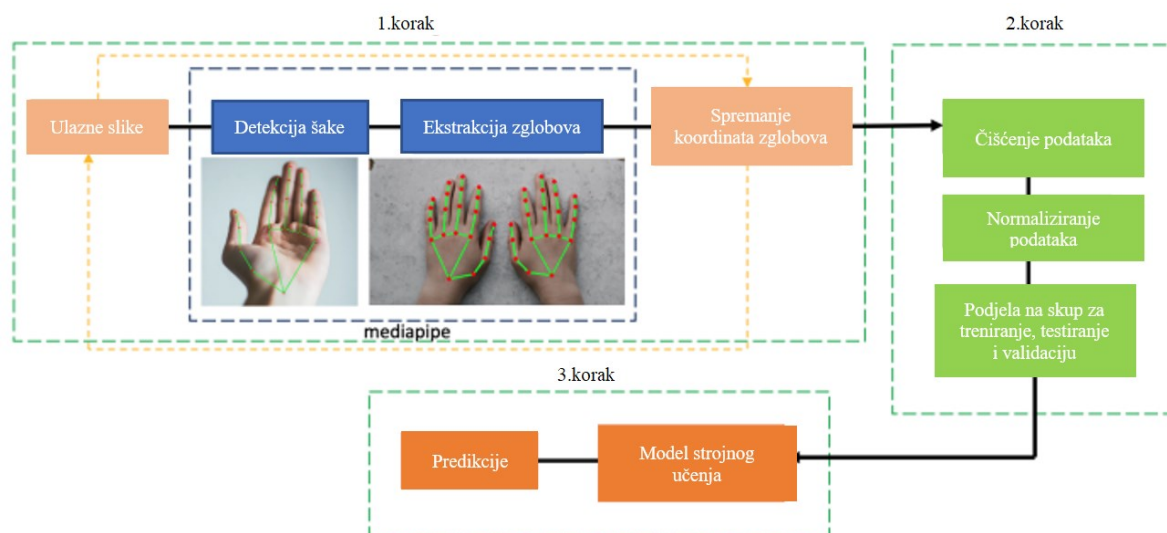 1.korak
Ulazne slike
Detekcija šake
Ekstrakcija zglobova
Spremanje
koordinata zglobova
mediapipe
2.korak
Čišćenje podataka
Normaliziranje
podataka
Podjela na skup za
treniranje, testiranje
i validaciju
3.korak
Predikcije
Model strojnog
učenja